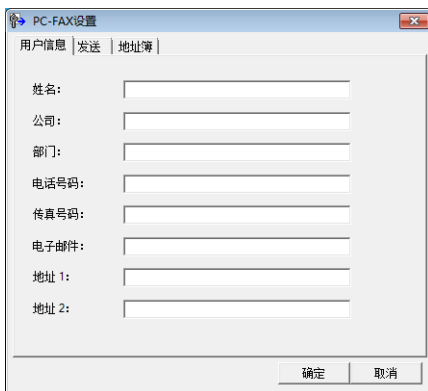 PC-FAX设置
用户信息 发送 地址簿
姓名:
公司:
部门:
电话号码:
传真号码:
电子邮件:
地址 1:
地址 2:
确定 取消